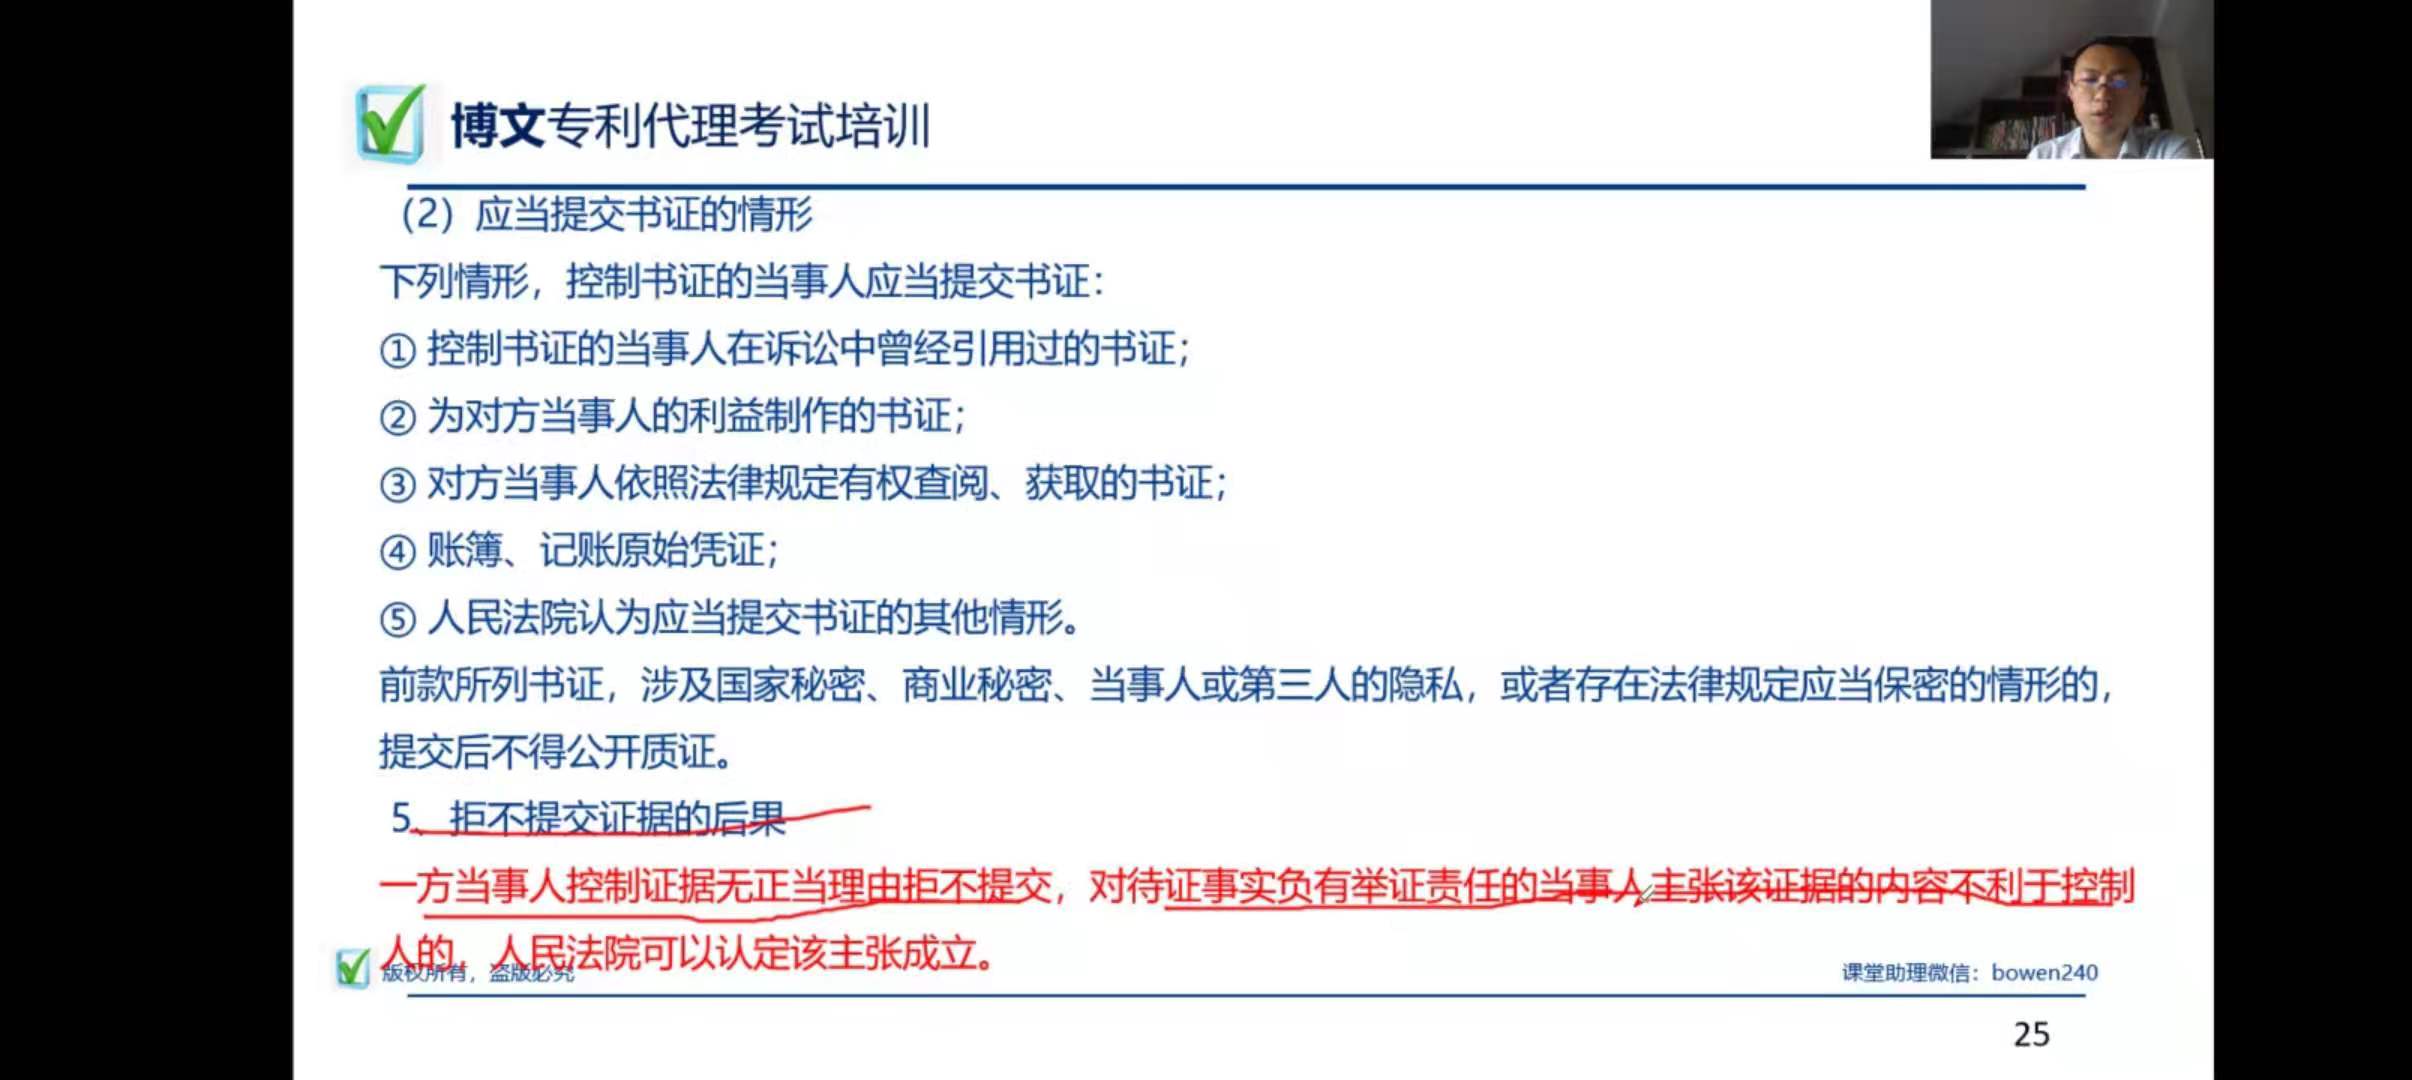 博文专利代理考试培训
（2）应当提交书证的情形
下列情形，控制书证的当事人应当提交书证：
① 控制书证的当事人在诉讼中曾经引用过的书证；
② 为对方当事人的利益制作的书证；
③ 对方当事人依照法律规定有权查阅、获取的书证；
④ 账簿、记账原始凭证；
⑤ 人民法院认为应当提交书证的其他情形。
前款所列书证，涉及国家秘密、商业秘密、当事人或第三人的隐私，或者存在法律规定应当保密的情形的，
提交后不得公开质证。
5、拒不提交证据的后果
一方当事人控制证据无正当理由拒不提交，对待证事实负有举证责任的当事人主张该证据的内容不利于控制
人的，人民法院可以认定该主张成立。
版权所有，盗版必究
课堂助理微信：bowen240
25